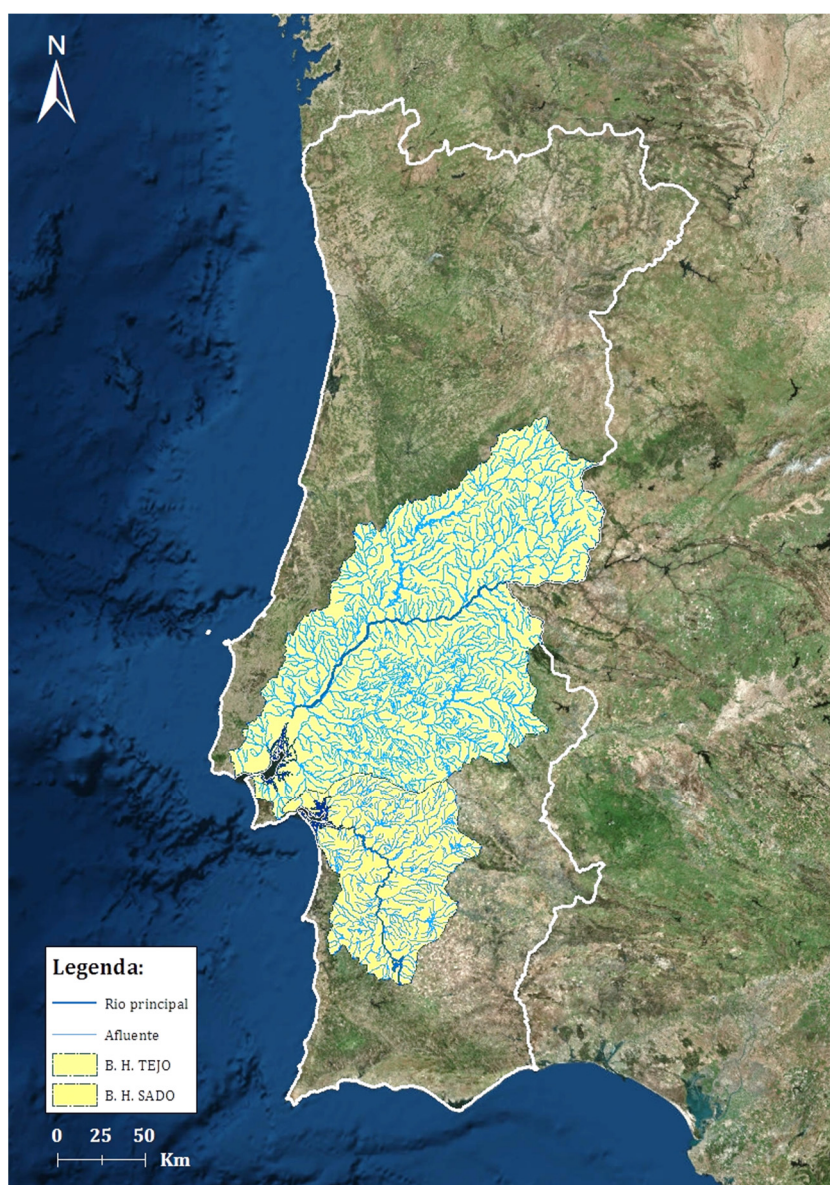 N
Legenda:
Rio principal
Afluente
B. H. TEJO
B. H. SADO
0 25 50
Km